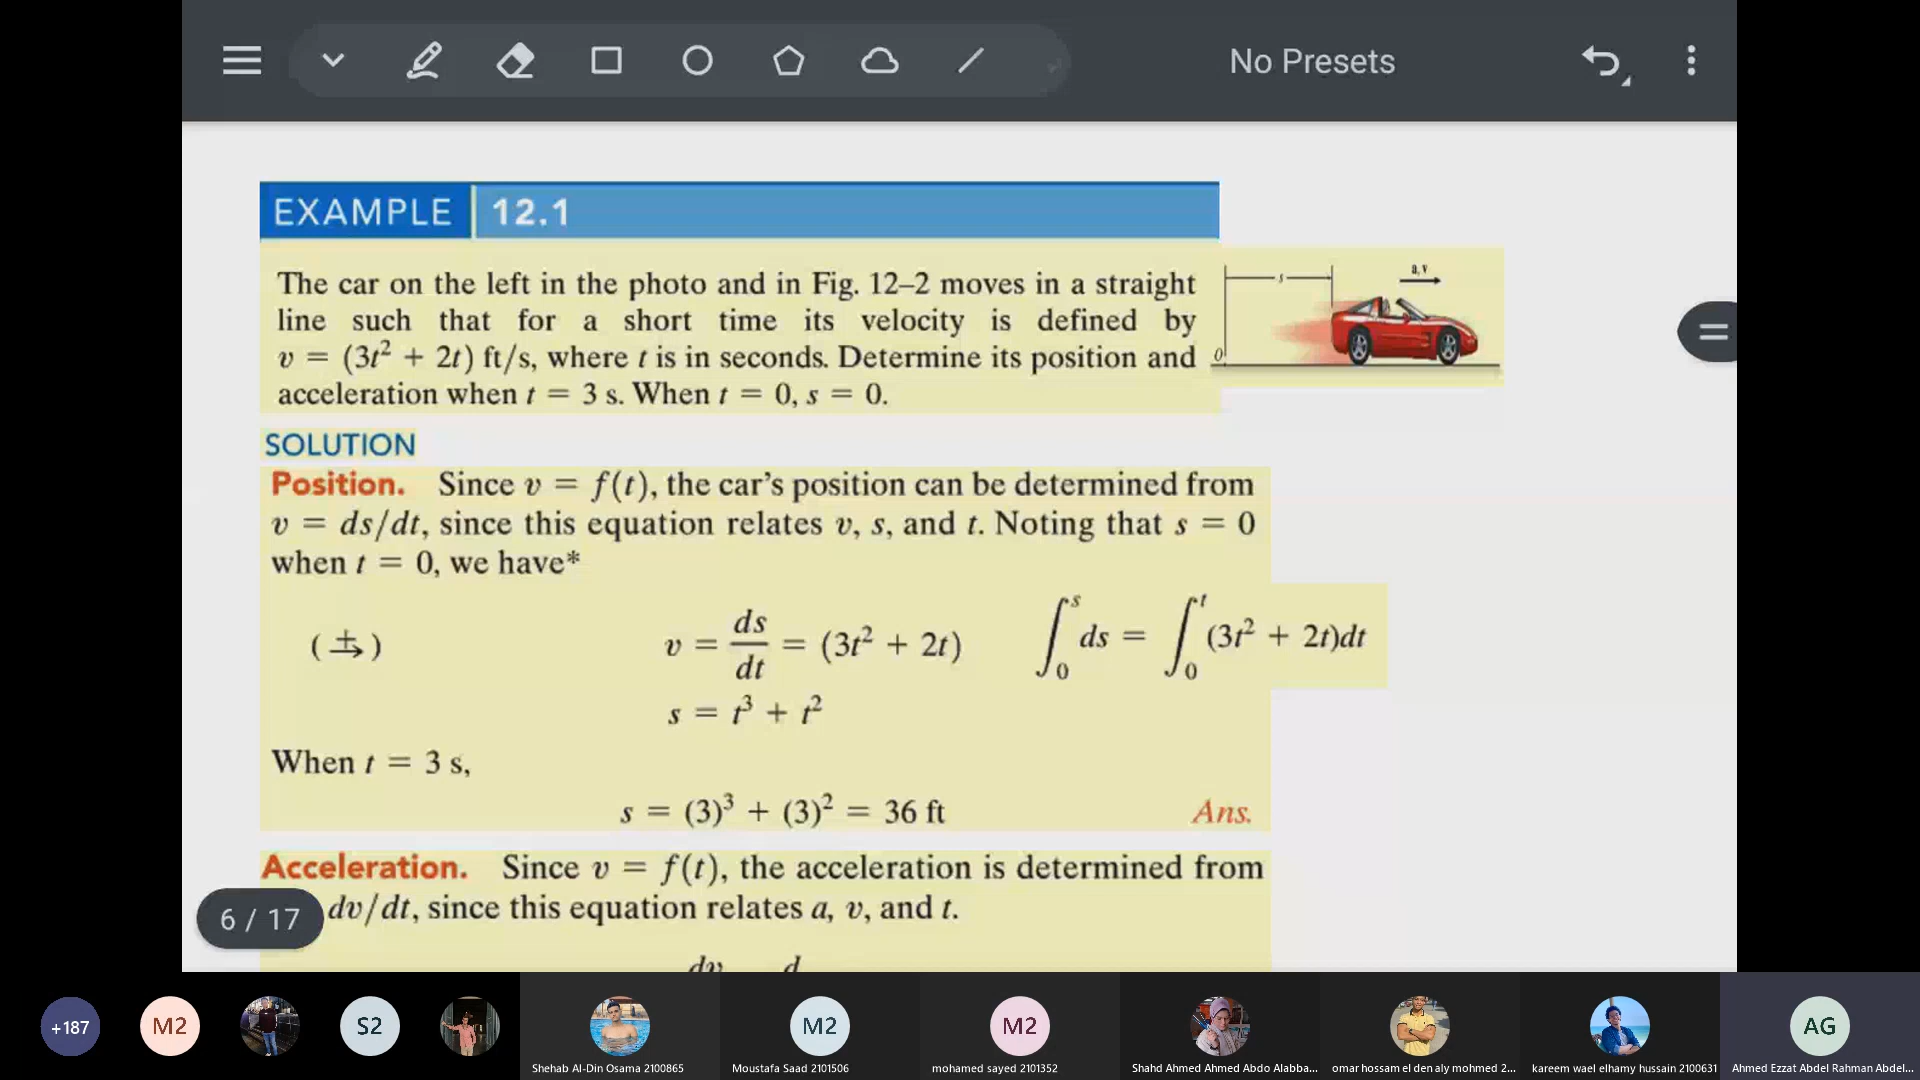 No Presets
EXAMPLE 12.1
The car on the left in the photo and in Fig. 12–2 moves in a straight
line such that for a short time its velocity is defined by
v = (3t² + 2t) ft/s, where t is in seconds. Determine its position and
acceleration when t = 3 s. When t = 0, s = 0.
s
a, v
0
SOLUTION
Position. Since v = f(t), the car's position can be determined from
v = ds/dt, since this equation relates v, s, and t. Noting that s = 0
when t = 0, we have*
(±→) v = ds/dt = (3t² + 2t) ∫₀ˢ ds = ∫₀ᵗ (3t² + 2t)dt
s = t³ + t²
When t = 3 s,
s = (3)³ + (3)² = 36 ft Ans.
Acceleration. Since v = f(t), the acceleration is determined from
dv/dt, since this equation relates a, v, and t.
dv d
6 / 17
+187
M2
S2
Shehab Al-Din Osama 2100865
M2
Moustafa Saad 2101506
M2
mohamed sayed 2101352
Shahd Ahmed Ahmed Abdo Alabba...
omar hossam el den aly mohmed 2...
kareem wael elhamy hussain 2100631
AG
Ahmed Ezzat Abdel Rahman Abdel...